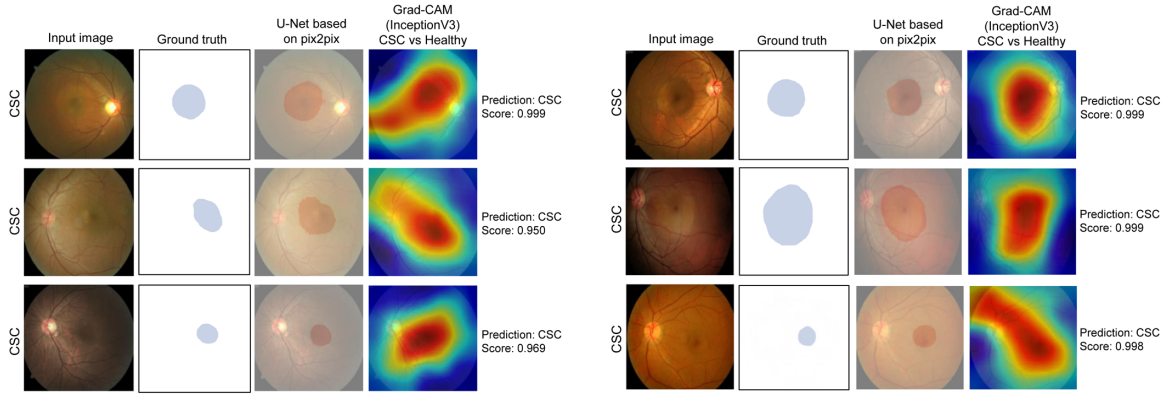 Input image
Ground truth
U-Net based
on pix2pix
Grad-CAM
(InceptionV3)
CSC vs Healthy
CSC
Prediction: CSC
Score: 0.999
CSC
Prediction: CSC
Score: 0.950
CSC
Prediction: CSC
Score: 0.969
Input image
Ground truth
U-Net based
on pix2pix
Grad-CAM
(InceptionV3)
CSC vs Healthy
CSC
Prediction: CSC
Score: 0.999
CSC
Prediction: CSC
Score: 0.999
CSC
Prediction: CSC
Score: 0.998